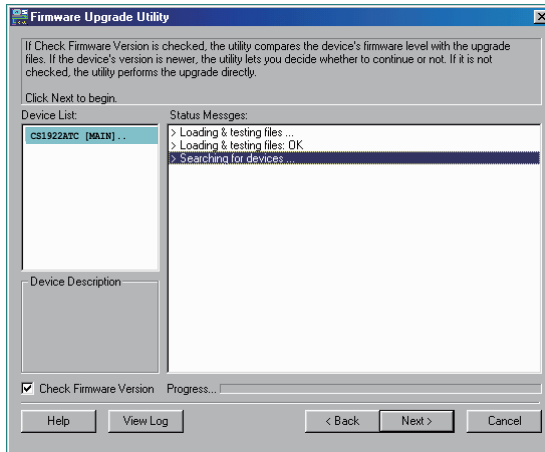 Firmware Upgrade Utility
If Check Firmware Version is checked, the utility compares the device's firmware level with the upgrade
files. If the device's version is newer, the utility lets you decide whether to continue or not. If it is not
checked, the utility performs the upgrade directly.
Click Next to begin.
Device List:
Status Messges:
CS1922ATC [MAIN]..
> Loading & testing files ...
> Loading & testing files: OK
> Searching for devices ...
Device Description
Check Firmware Version
Progress...
Help
View Log
< Back
Next >
Cancel